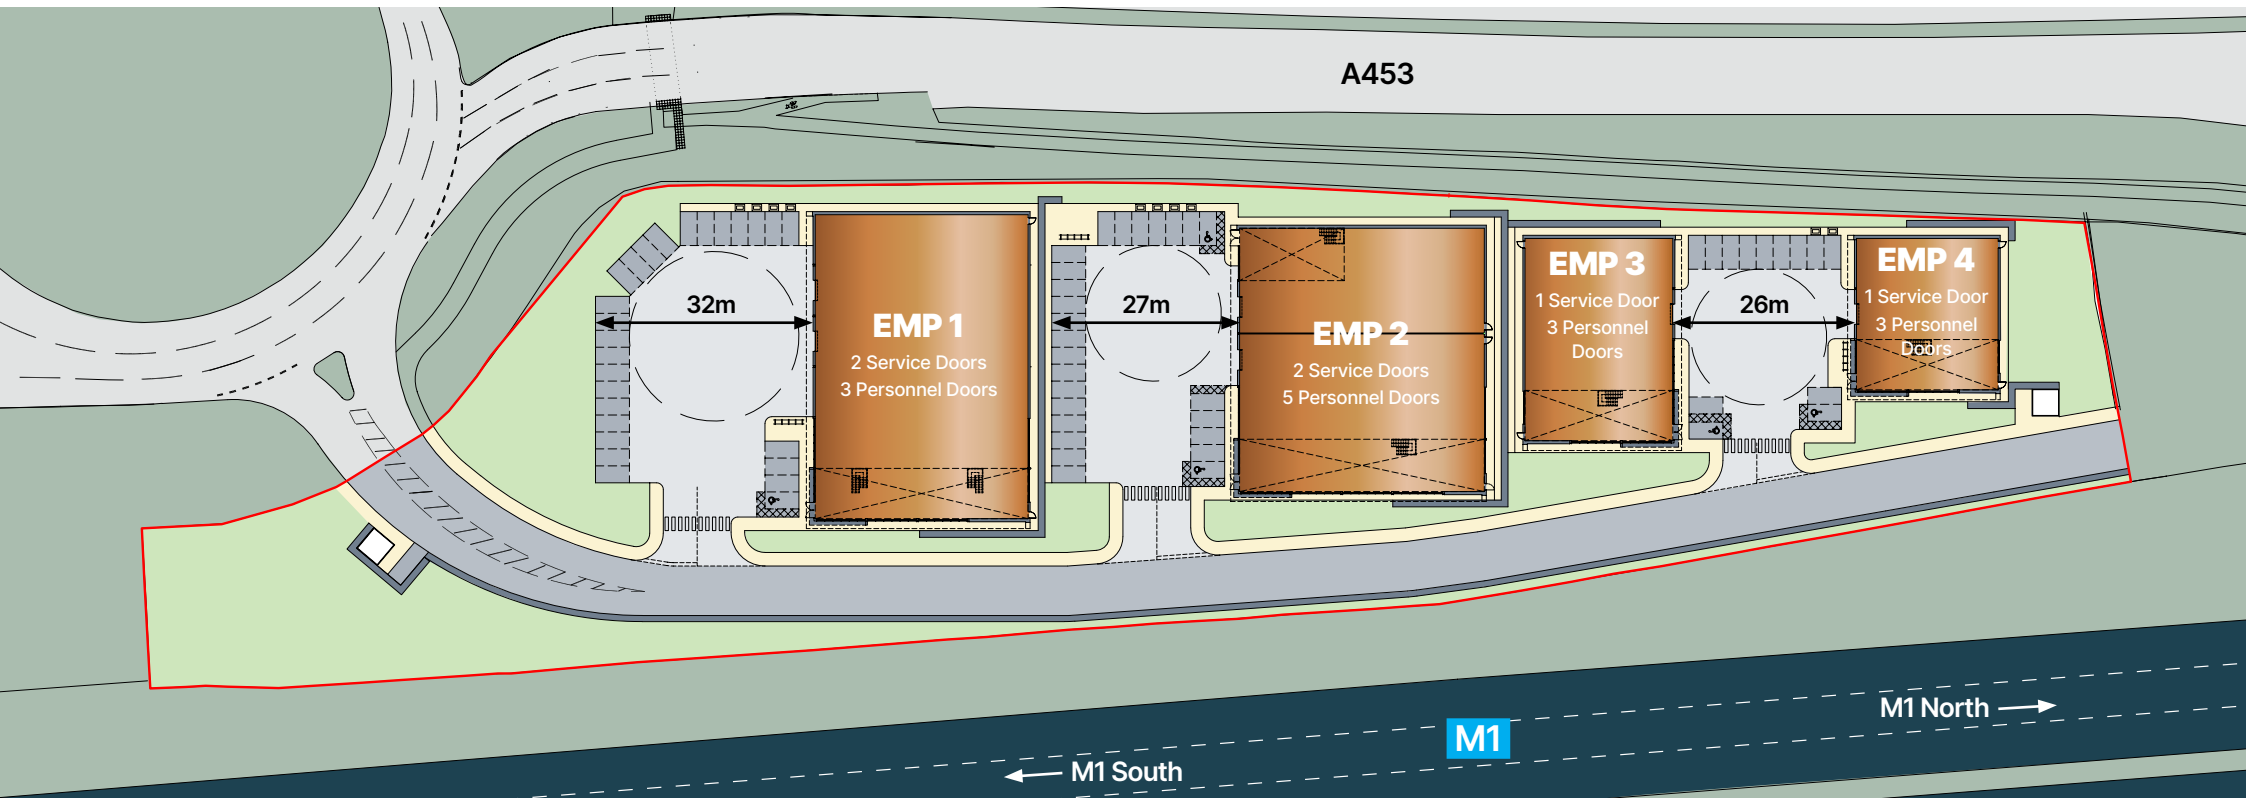 A453
32m
EMP 1
2 Service Doors
3 Personnel Doors
27m
EMP 2
2 Service Doors
5 Personnel Doors
EMP 3
1 Service Door
3 Personnel
Doors
26m
EMP 4
1 Service Door
3 Personnel
Doors
M1 North
M1
M1 South